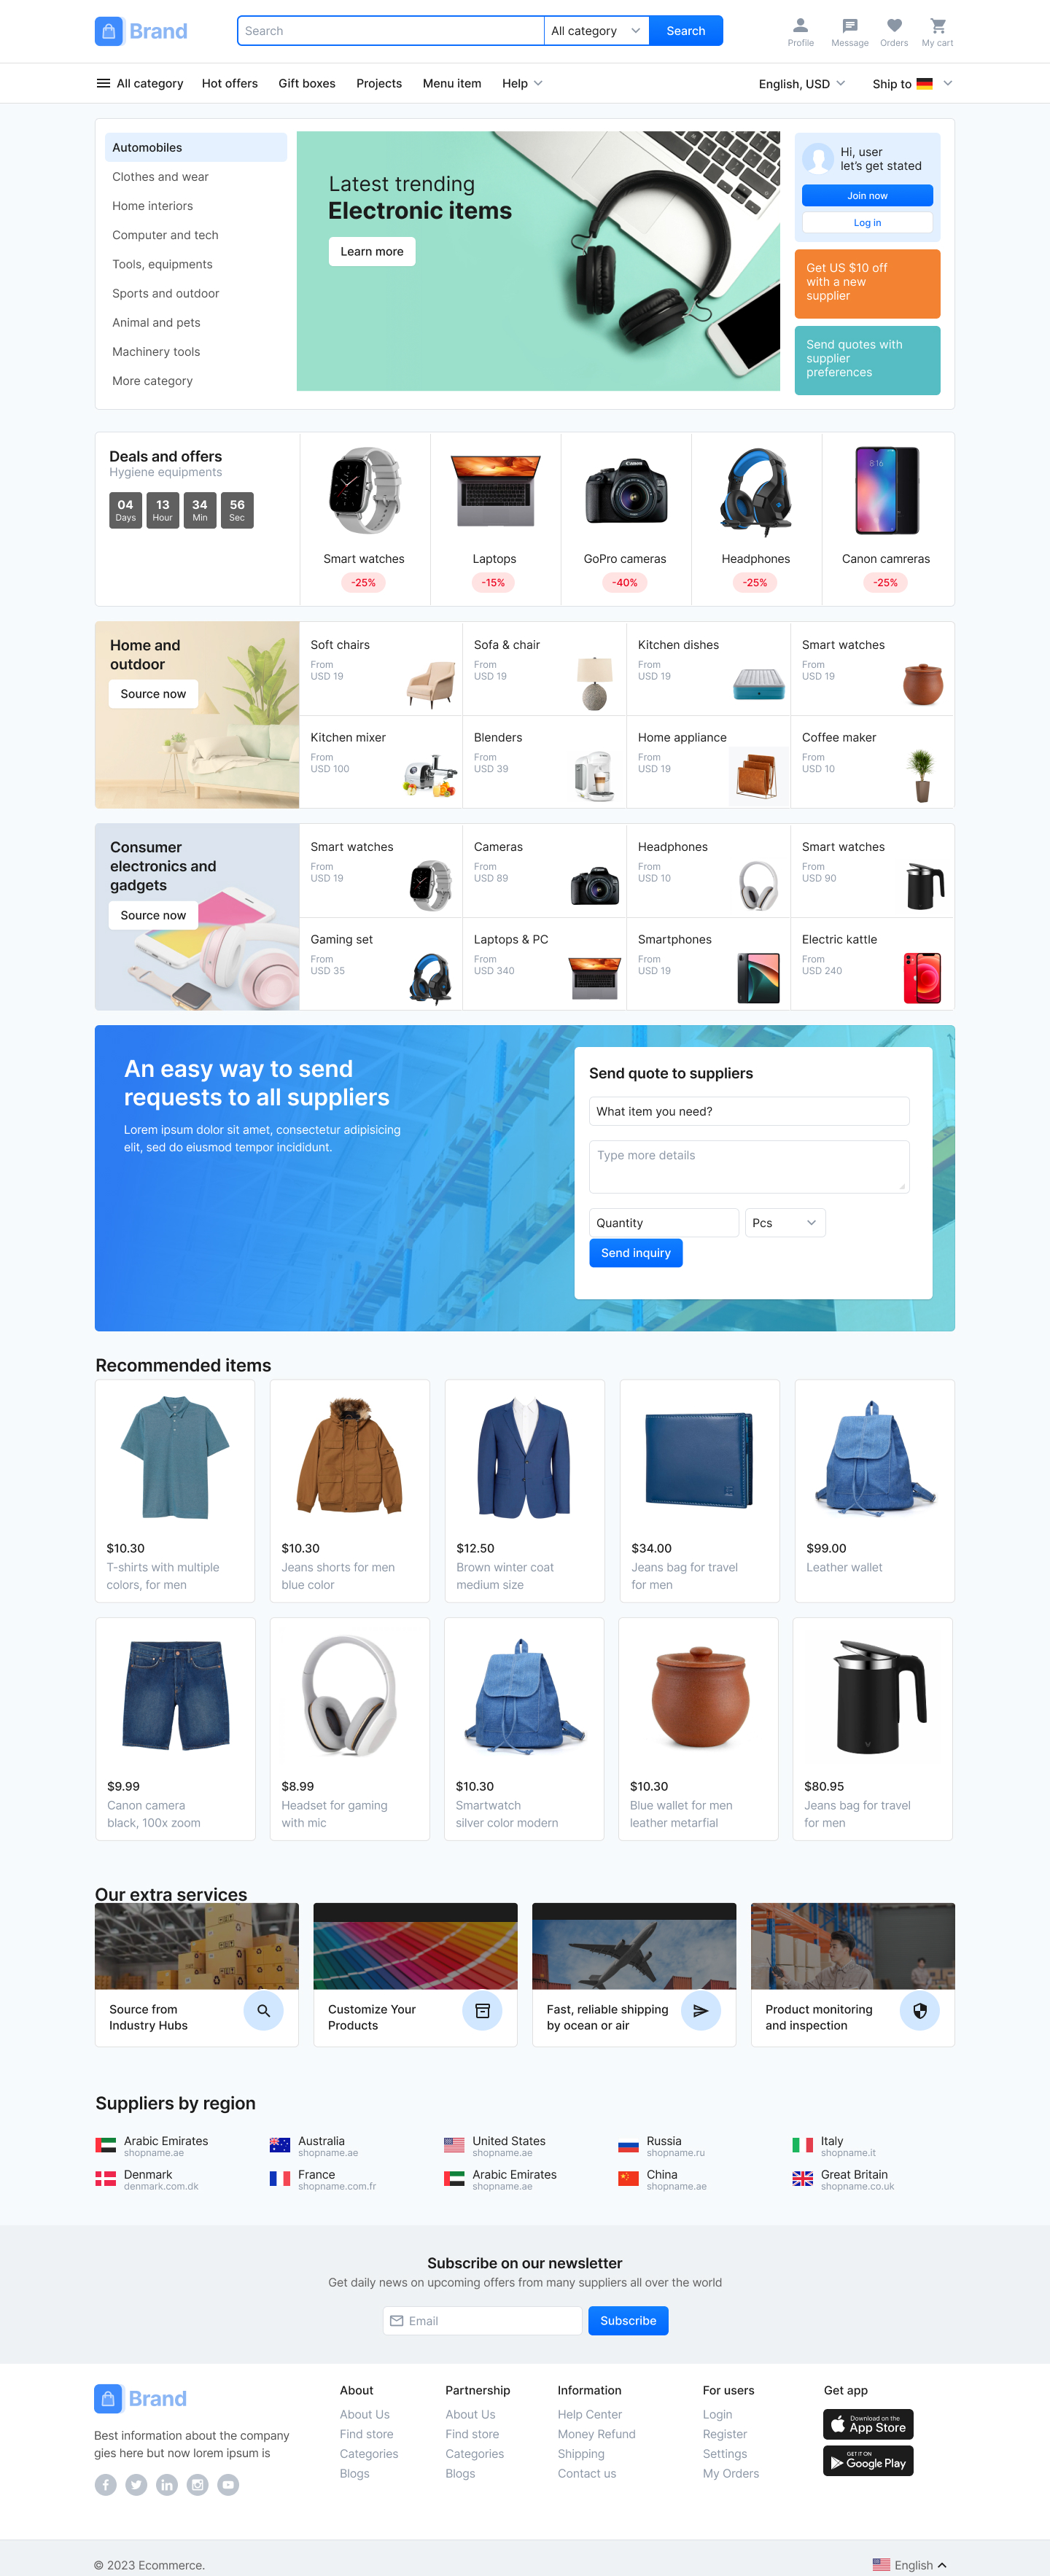 Brand
Search
All category
Search
Profile
Message
Orders
My cart
All category
Hot offers
Gift boxes
Projects
Menu item
Help
English, USD
Ship to
Automobiles
Clothes and wear
Home interiors
Computer and tech
Tools, equipments
Sports and outdoor
Animal and pets
Machinery tools
More category
Latest trending
Electronic items
Learn more
Hi, user
let's get stated
Join now
Log in
Get US $10 off
with a new
supplier
Send quotes with
supplier
preferences
Deals and offers
Hygiene equipments
04
Days
13
Hour
34
Min
56
Sec
Smart watches
-25%
Laptops
-15%
Canon
GoPro cameras
-40%
Headphones
-25%
8:16
Canon camreras
-25%
Home and
outdoor
Source now
Soft chairs
From
USD 19
Sofa & chair
From
USD 19
Kitchen dishes
From
USD 19
Smart watches
From
USD 19
Kitchen mixer
From
USD 100
Blenders
From
USD 39
Home appliance
From
USD 19
Coffee maker
From
USD 10
Consumer
electronics and
gadgets
Source now
Smart watches
From
USD 19
Cameras
From
USD 89
Headphones
From
USD 10
Smart watches
From
USD 90
Gaming set
From
USD 35
Laptops & PC
From
USD 340
Smartphones
From
USD 19
Electric kattle
From
USD 240
An easy way to send
requests to all suppliers
Lorem ipsum dolor sit amet, consectetur adipisicing
elit, sed do eiusmod tempor incididunt.
Send quote to suppliers
What item you need?
Type more details
Quantity
Pcs
Send inquiry
Recommended items
$10.30
T-shirts with multiple
colors, for men
$10.30
Jeans shorts for men
blue color
$12.50
Brown winter coat
medium size
$34.00
Jeans bag for travel
for men
$99.00
Leather wallet
$9.99
Canon camera
black, 100x zoom
$8.99
Headset for gaming
with mic
$10.30
Smartwatch
silver color modern
$10.30
Blue wallet for men
leather metarfial
$80.95
Jeans bag for travel
for men
Our extra services
Source from
Industry Hubs
Customize Your
Products
Fast, reliable shipping
by ocean or air
Product monitoring
and inspection
Suppliers by region
Arabic Emirates
shopname.ae
Australia
shopname.ae
United States
shopname.ae
Russia
shopname.ru
Italy
shopname.it
Denmark
denmark.com.dk
France
shopname.com.fr
Arabic Emirates
shopname.ae
China
shopname.ae
Great Britain
shopname.co.uk
Subscribe on our newsletter
Get daily news on upcoming offers from many suppliers all over the world
Email
Subscribe
Brand
Best information about the company
gies here but now lorem ipsum is
About
About Us
Find store
Categories
Blogs
Partnership
About Us
Find store
Categories
Blogs
Information
Help Center
Money Refund
Shipping
Contact us
For users
Login
Register
Settings
My Orders
Get app
Download on the
App Store
GET IT ON
Google Play
© 2023 Ecommerce.
English